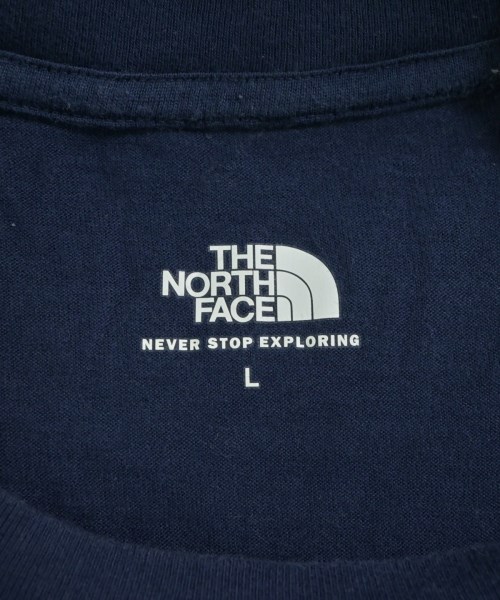 THE
NORTH
FACE
NEVER STOP EXPLORING
L